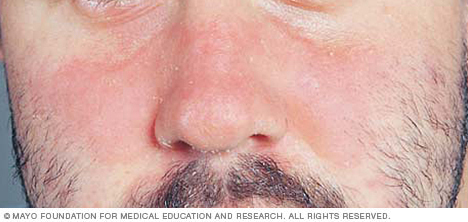 © MAYO FOUNDATION FOR MEDICAL EDUCATION AND RESEARCH. ALL RIGHTS RESERVED.